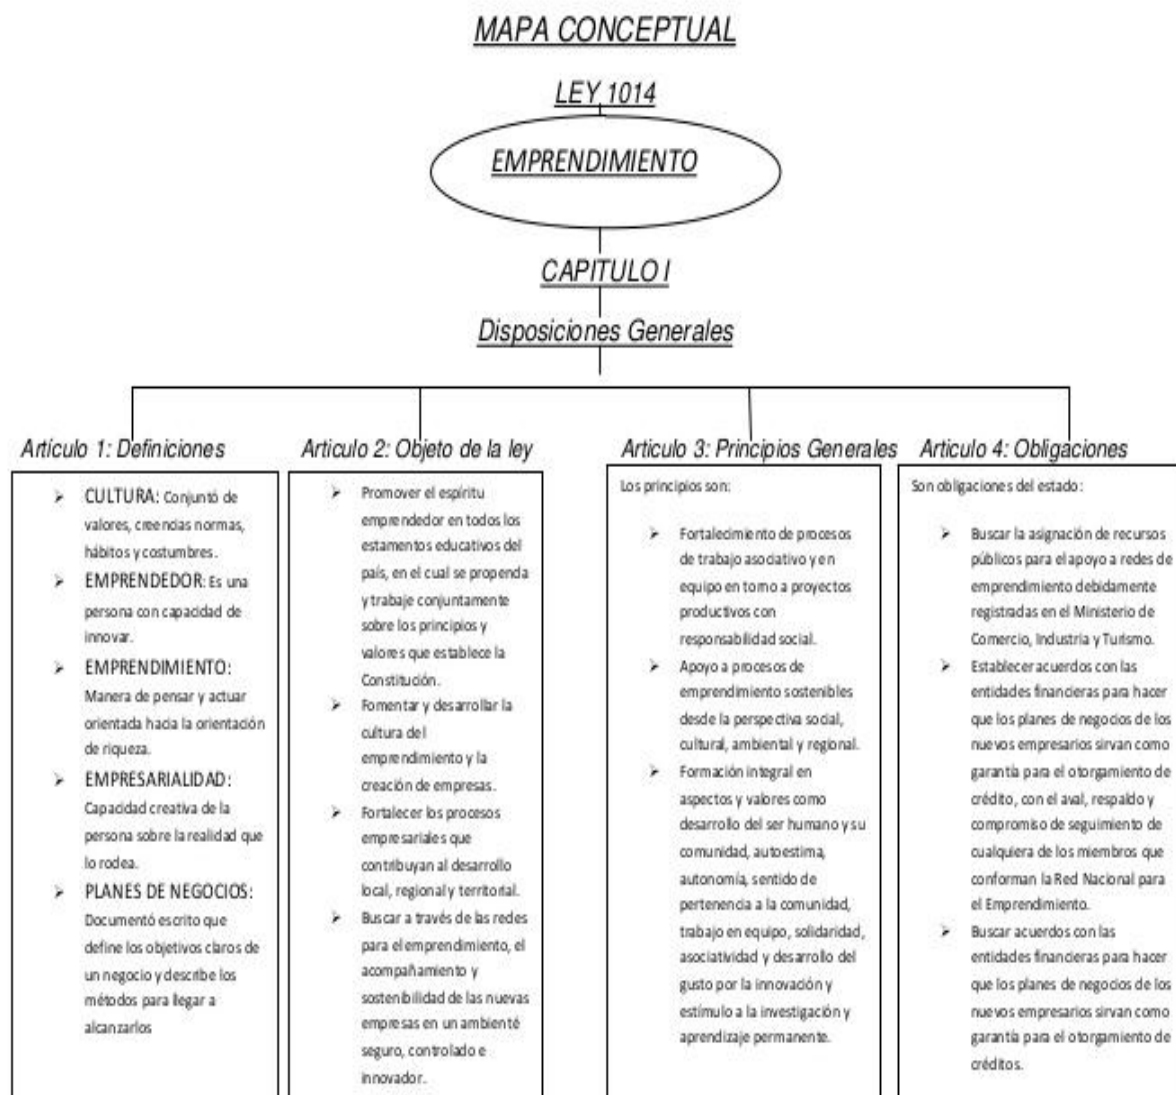 MAPA CONCEPTUAL
LEY 1014
EMPRENDIMIENTO
CAPITULO I
Disposiciones Generales
Articulo 1: Definiciones
➢ CULTURA: Conjuntó de
valores, creencias normas,
hábitos y costumbres.
➢ EMPRENDEDOR: Es una
persona con capacidad de
innovar.
➢ EMPRENDIMIENTO:
Manera de pensar y actuar
orientada hacia la orientación
de riqueza.
➢ EMPRESARIALIDAD:
Capacidad creativa de la
persona sobre la realidad que
lo rodea.
➢ PLANES DE NEGOCIOS:
Documentó escrito que
define los objetivos claros de
un negocio y describe los
métodos para llegar a
alcanzarlos
Articulo 2: Objeto de la ley
➢ Promover el espíritu
emprendedor en todos los
estamentos educativos del
país, en el cual se propenda
y trabaje conjuntamente
sobre los principios y
valores que establece la
Constitución.
➢ Fomentar y desarrollar la
cultura del
emprendimiento y la
creación de empresas.
➢ Fortalecer los procesos
empresariales que
contribuyan al desarrollo
local, regional y territorial.
➢ Buscar a través de las redes
para el emprendimiento, el
acompañamiento y
sostenibilidad de las nuevas
empresas en un ambienté
seguro, controlado e
innovador.
Articulo 3: Principios Generales
Los principios son:
➢ Fortalecimiento de procesos
de trabajo asociativo y en
equipo en torno a proyectos
productivos con
responsabilidad social.
➢ Apoyo a procesos de
emprendimiento sostenibles
desde la perspectiva social,
cultural, ambiental y regional.
➢ Formación integral en
aspectos y valores como
desarrollo del ser humano y su
comunidad, autoestima,
autonomía, sentido de
pertenencia a la comunidad,
trabajo en equipo, solidaridad,
asociatividad y desarrollo del
gusto por la innovación y
estímulo a la investigación y
aprendizaje permanente.
Articulo 4: Obligaciones
Son obligaciones del estado:
➢ Buscar la asignación de recursos
públicos para el apoyo a redes de
emprendimiento debidamente
registradas en el Ministerio de
Comercio, Industria y Turismo.
➢ Establecer acuerdos con las
entidades financieras para hacer
que los planes de negocios de los
nuevos empresarios sirvan como
garantía para el otorgamiento de
crédito, con el aval, respaldo y
compromiso de seguimiento de
cualquiera de los miembros que
conforman la Red Nacional para
el Emprendimiento.
➢ Buscar acuerdos con las
entidades financieras para hacer
que los planes de negocios de los
nuevos empresarios sirvan como
garantía para el otorgamiento de
créditos.